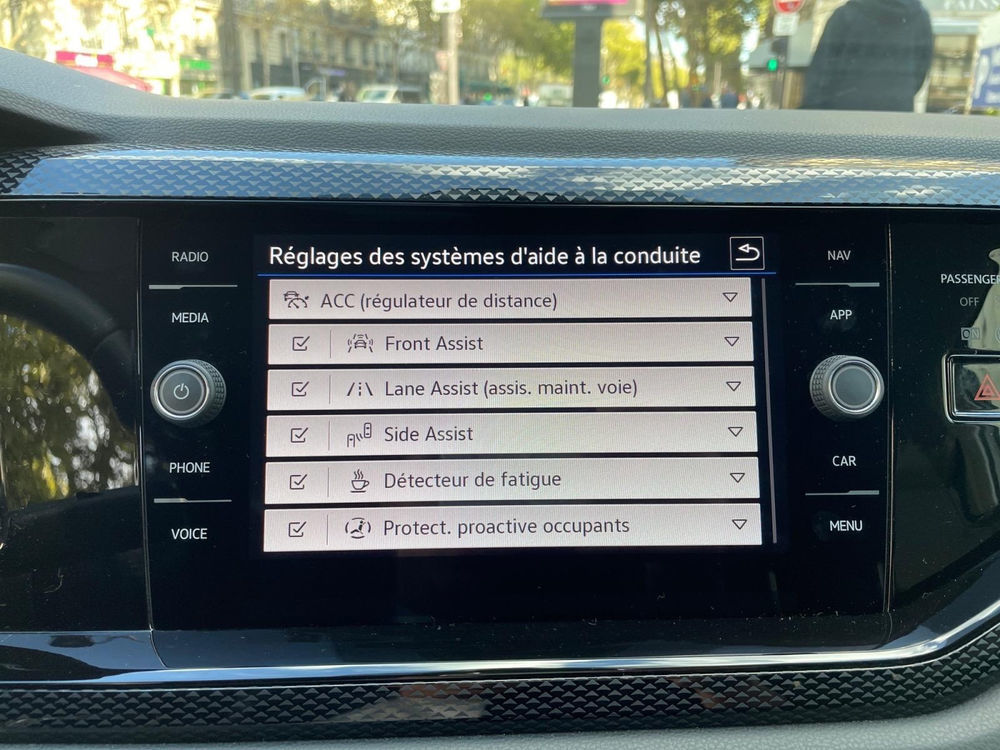 Réglages des systèmes d'aide à la conduite
ACC (régulateur de distance)
Front Assist
Lane Assist (assis. maint. voie)
Side Assist
Détecteur de fatigue
Protect. proactive occupants
RADIO
MEDIA
PHONE
VOICE
NAV
APP
CAR
MENU
PASSENGER
OFF
ON